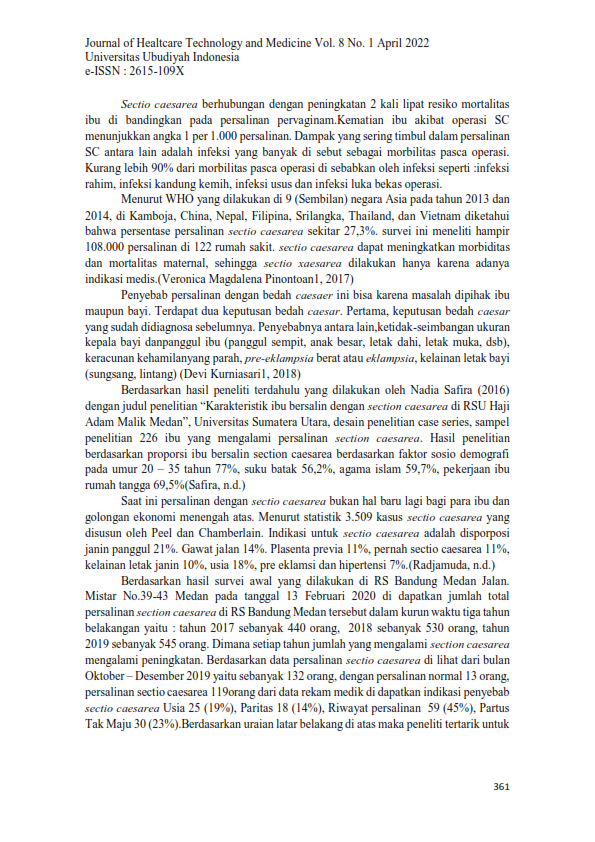 Journal of Healtcare Technology and Medicine Vol. 8 No. 1 April 2022
Universitas Ubudiyah Indonesia
e-ISSN : 2615-109X
Sectio caesarea berhubungan dengan peningkatan 2 kali lipat resiko mortalitas
ibu di bandingkan pada persalinan pervaginam.Kematian ibu akibat operasi SC
menunjukkan angka 1 per 1.000 persalinan. Dampak yang sering timbul dalam persalinan
SC antara lain adalah infeksi yang banyak di sebut sebagai morbilitas pasca operasi.
Kurang lebih 90% dari morbilitas pasca operasi di sebabkan oleh infeksi seperti :infeksi
rahim, infeksi kandung kemih, infeksi usus dan infeksi luka bekas operasi.
Menurut WHO yang dilakukan di 9 (Sembilan) negara Asia pada tahun 2013 dan
2014, di Kamboja, China, Nepal, Filipina, Srilangka, Thailand, dan Vietnam diketahui
bahwa persentase persalinan sectio caesarea sekitar 27,3%. survei ini meneliti hampir
108.000 persalinan di 122 rumah sakit. sectio caesarea dapat meningkatkan morbiditas
dan mortalitas maternal, sehingga sectio xaesarea dilakukan hanya karena adanya
indikasi medis.(Veronica Magdalena Pinontoan1, 2017)
Penyebab persalinan dengan bedah caesaer ini bisa karena masalah dipihak ibu
maupun bayi. Terdapat dua keputusan bedah caesar. Pertama, keputusan bedah caesar
yang sudah didiagnosa sebelumnya. Penyebabnya antara lain,ketidak-seimbangan ukuran
kepala bayi danpanggul ibu (panggul sempit, anak besar, letak dahi, letak muka, dsb),
keracunan kehamilanyang parah, pre-eklampsia berat atau eklampsia, kelainan letak bayi
(sungsang, lintang) (Devi Kurniasari1, 2018)
Berdasarkan hasil peneliti terdahulu yang dilakukan oleh Nadia Safira (2016)
dengan judul penelitian “Karakteristik ibu bersalin dengan section caesarea di RSU Haji
Adam Malik Medan”, Universitas Sumatera Utara, desain penelitian case series, sampel
penelitian 226 ibu yang mengalami persalinan section caesarea. Hasil penelitian
berdasarkan proporsi ibu bersalin section caesarea berdasarkan faktor sosio demografi
pada umur 20 – 35 tahun 77%, suku batak 56,2%, agama islam 59,7%, pekerjaan ibu
rumah tangga 69,5%(Safira, n.d.)
Saat ini persalinan dengan sectio caesarea bukan hal baru lagi bagi para ibu dan
golongan ekonomi menengah atas. Menurut statistik 3.509 kasus sectio caesarea yang
disusun oleh Peel dan Chamberlain. Indikasi untuk sectio caesarea adalah disporposi
janin panggul 21%. Gawat jalan 14%. Plasenta previa 11%, pernah sectio caesarea 11%,
kelainan letak janin 10%, usia 18%, pre eklamsi dan hipertensi 7%.(Radjamuda, n.d.)
Berdasarkan hasil survei awal yang dilakukan di RS Bandung Medan Jalan.
Mistar No.39-43 Medan pada tanggal 13 Februari 2020 di dapatkan jumlah total
persalinan section caesarea di RS Bandung Medan tersebut dalam kurun waktu tiga tahun
belakangan yaitu : tahun 2017 sebanyak 440 orang, 2018 sebanyak 530 orang, tahun
2019 sebanyak 545 orang. Dimana setiap tahun jumlah yang mengalami section caesarea
mengalami peningkatan. Berdasarkan data persalinan sectio caesarea di lihat dari bulan
Oktober – Desember 2019 yaitu sebanyak 132 orang, dengan persalinan normal 13 orang,
persalinan sectio caesarea 119orang dari data rekam medik di dapatkan indikasi penyebab
sectio caesarea Usia 25 (19%), Paritas 18 (14%), Riwayat persalinan 59 (45%), Partus
Tak Maju 30 (23%).Berdasarkan uraian latar belakang di atas maka peneliti tertarik untuk
361